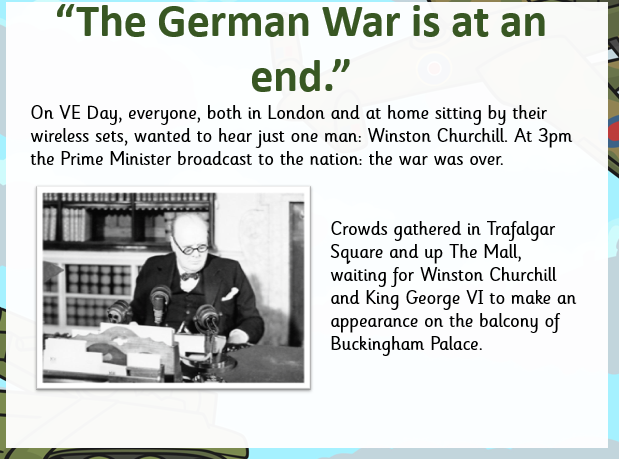 “The German War is at an
end.”
On VE Day, everyone, both in London and at home sitting by their
wireless sets, wanted to hear just one man: Winston Churchill. At 3pm
the Prime Minister broadcast to the nation: the war was over.
Crowds gathered in Trafalgar
Square and up The Mall,
waiting for Winston Churchill
and King George VI to make an
appearance on the balcony of
Buckingham Palace.